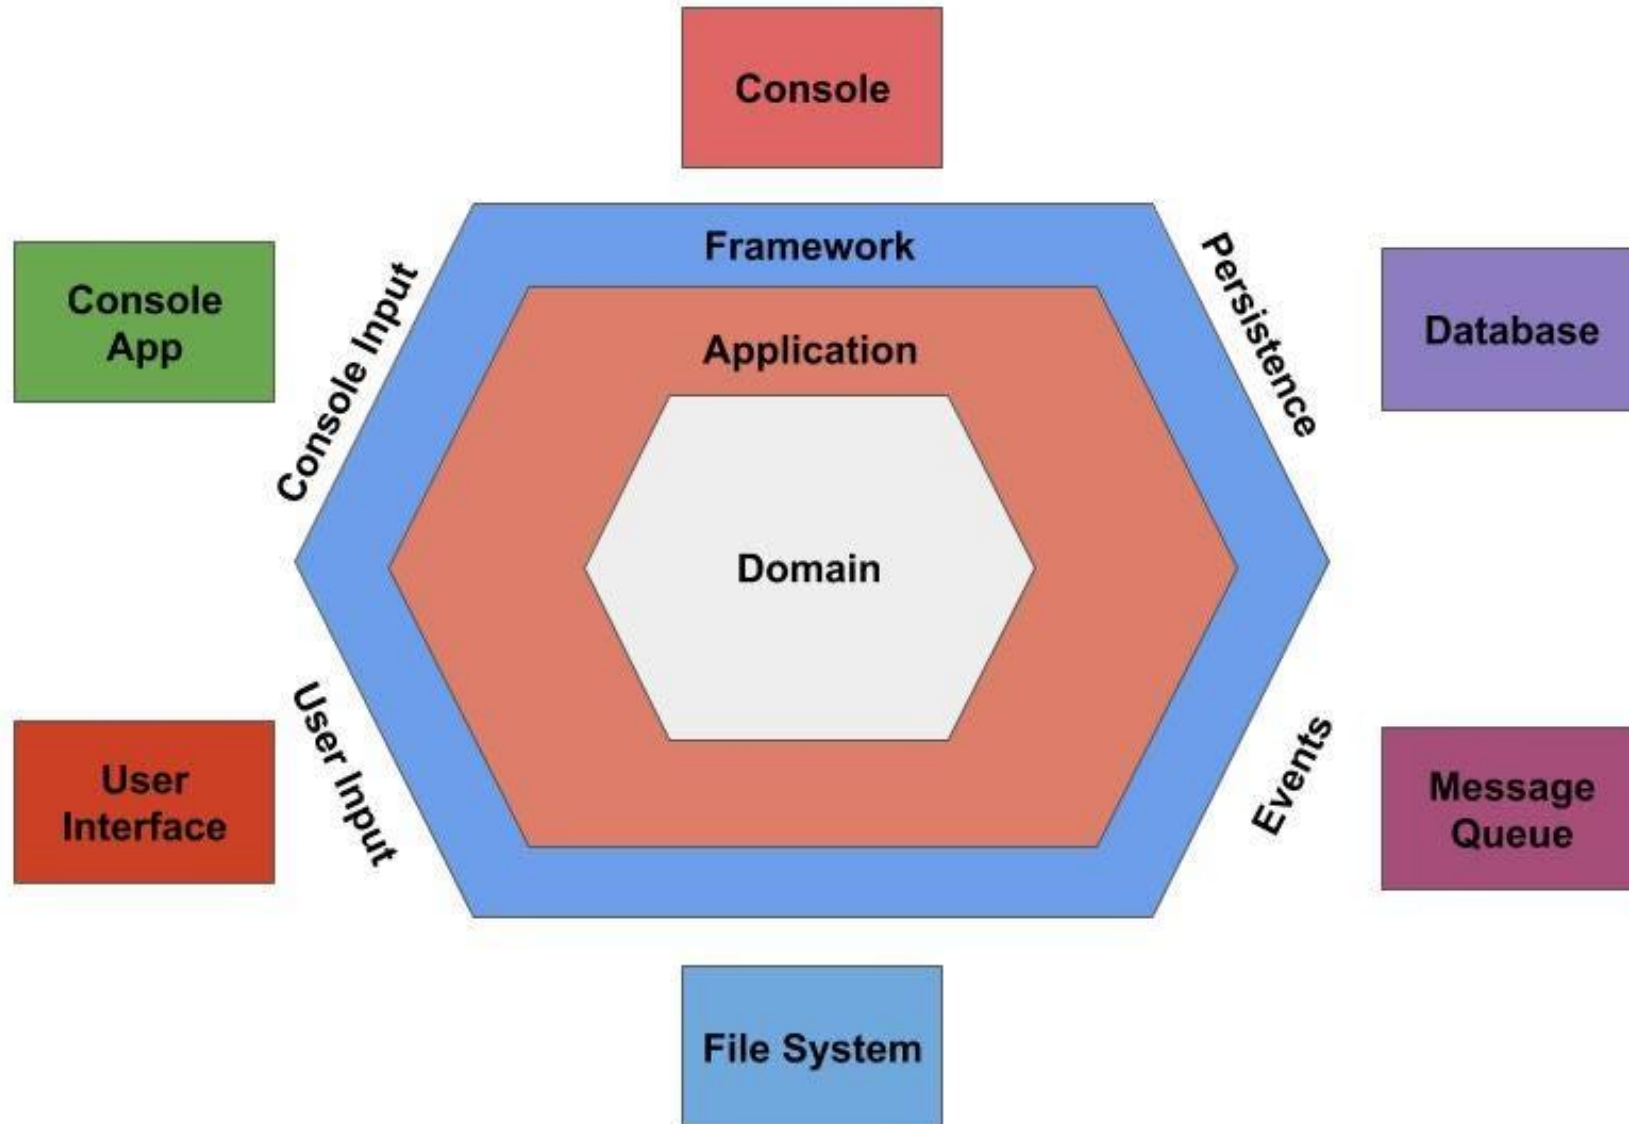 Console
Framework
Console Input
Persistence
Console
App
Application
Database
Domain
User Input
Events
User
Interface
Message
Queue
File System